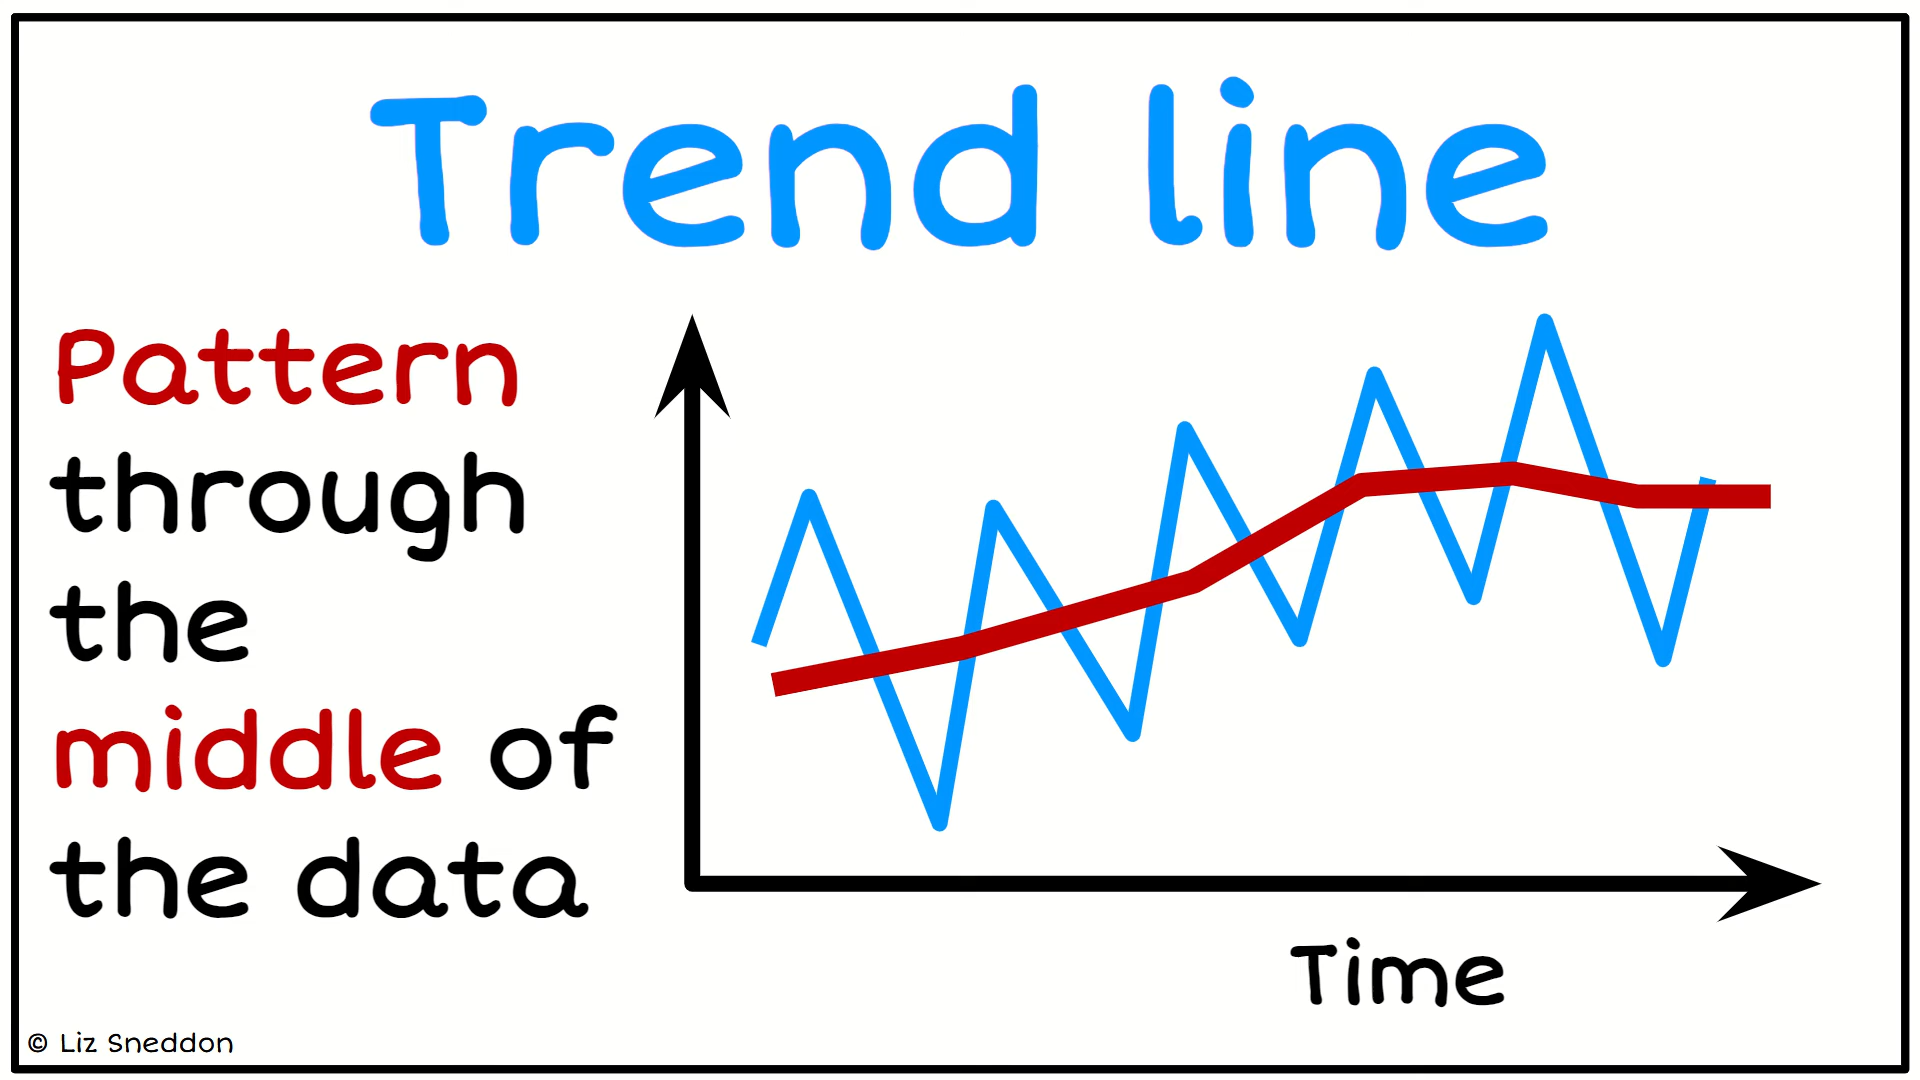 Trend line
Pattern
through
the
middle of
the data
Time
© Liz Sneddon